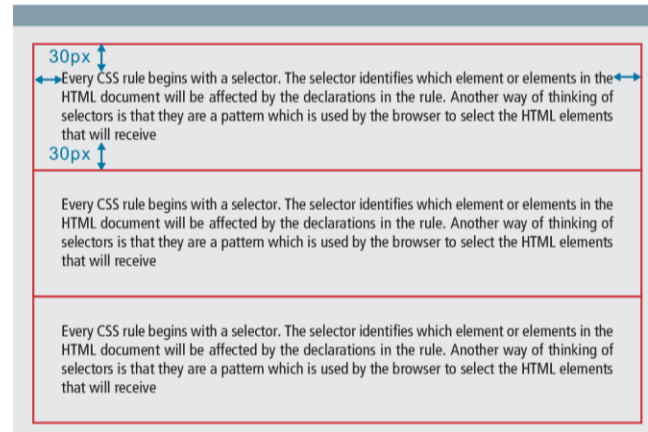 30px
Every CSS rule begins with a selector. The selector identifies which element or elements in the
HTML document will be affected by the declarations in the rule. Another way of thinking of
selectors is that they are a pattern which is used by the browser to select the HTML elements
that will receive
30px
Every CSS rule begins with a selector. The selector identifies which element or elements in the
HTML document will be affected by the declarations in the rule. Another way of thinking of
selectors is that they are a pattern which is used by the browser to select the HTML elements
that will receive
Every CSS rule begins with a selector. The selector identifies which element or elements in the
HTML document will be affected by the declarations in the rule. Another way of thinking of
selectors is that they are a pattern which is used by the browser to select the HTML elements
that will receive